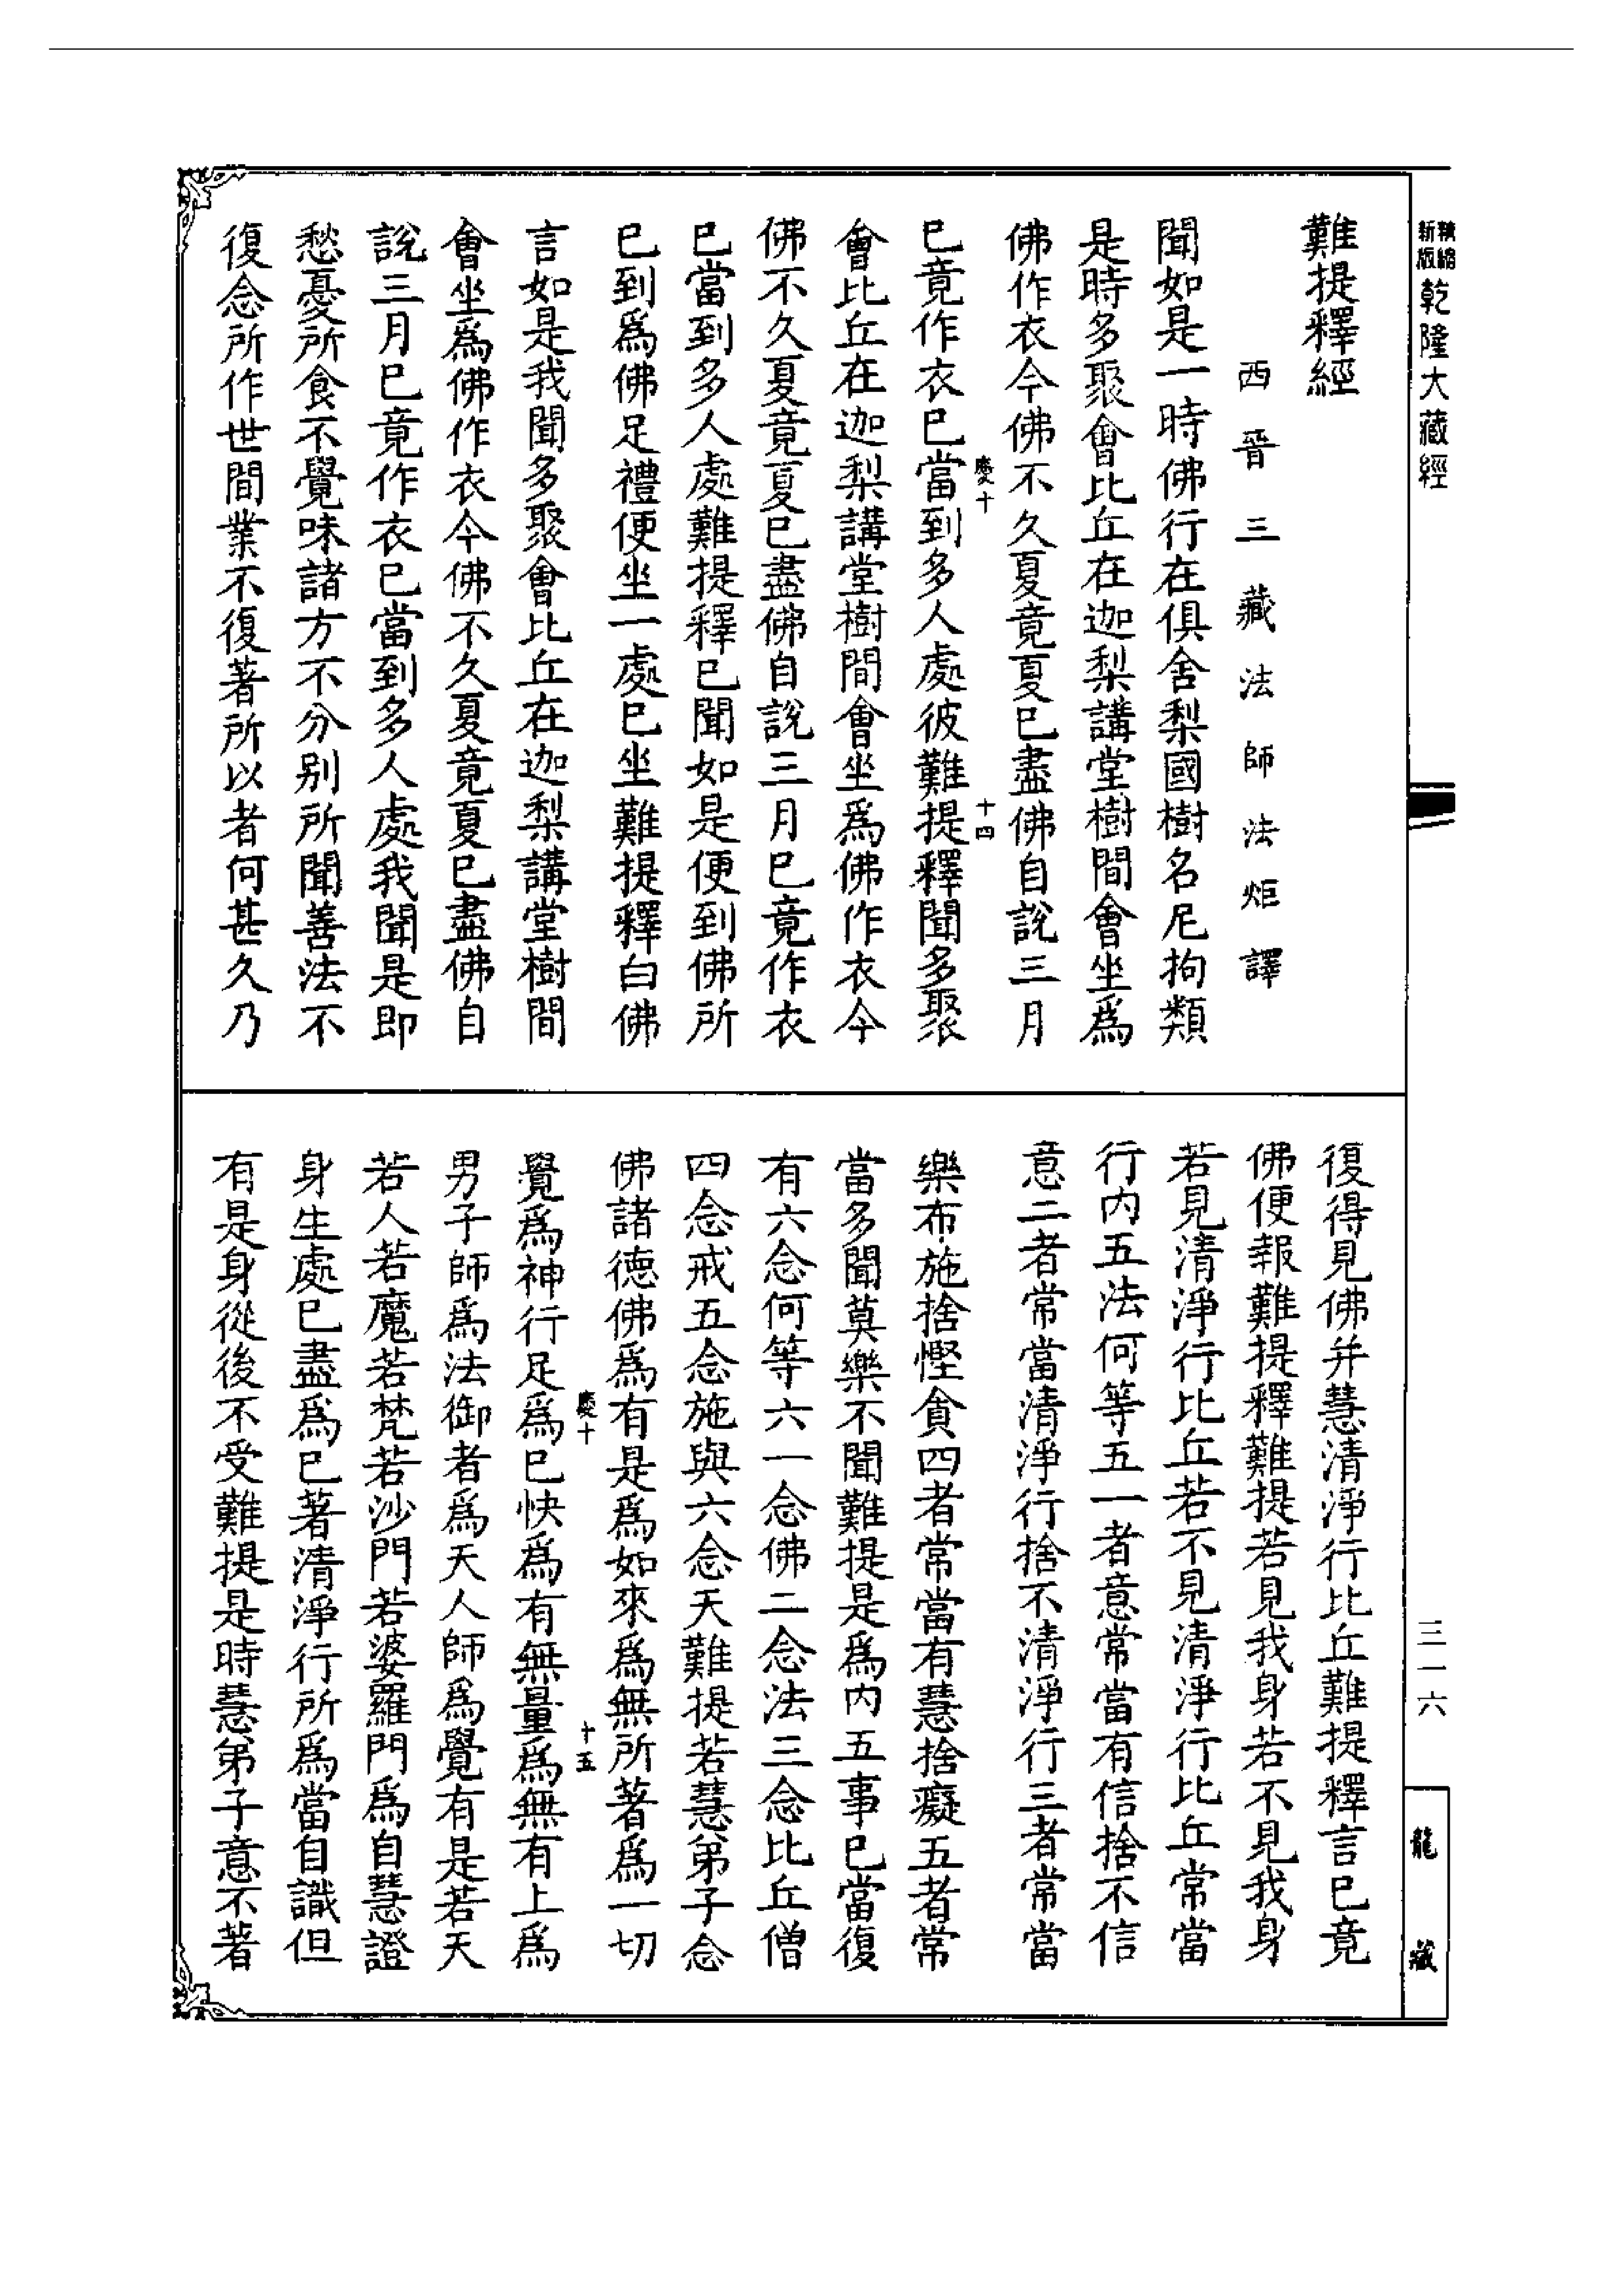 精縮
新版
乾隆大藏經
難提釋經
西晉三藏法師法炬譯
聞如是一時佛行在俱舍梨國樹名尼拘類
是時多聚會比丘在迦梨講堂樹間會坐爲
佛作衣今佛不久夏竟夏已盡佛自說三月
已竟作衣已當到多人處彼難提釋聞多聚
慶十
十四
會比丘在迦梨講堂樹間會坐爲佛作衣今
佛不久夏竟夏已盡佛自說三月已竟作衣
已當到多人處難提釋已聞如是便到佛所
已到爲佛足禮便坐一處已坐難提釋白佛
言如是我聞多聚會比丘在迦梨講堂樹間
會坐爲佛作衣今佛不久夏竟夏已盡佛自
說三月已竟作衣已當到多人處我聞是即
愁憂所食不覺味諸方不分别所聞善法不
復念所作世間業不復著所以者何甚久乃
復得見佛并慧清淨行比丘難提釋言已竟
佛便報難提釋難提若見我身若不見我身
若見清淨行比丘若不見清淨行比丘常當
行内五法何等五一者意常當有信捨不信
意二者常當清淨行捨不清淨行三者常當
樂布施捨慳貪四者常當有慧捨癡五者常
當多聞莫樂不聞難提是爲内五事已當復
有六念何等六一念佛二念法三念比丘僧
四念戒五念施與六念天難提若慧弟子念
佛諸德佛爲有是爲如來爲無所著爲一切
慶十
十五
覺爲神行足爲已快爲有無量爲無有上爲
男子師爲法御者爲天人師爲覺有是若天
若人若魔若梵若沙門若婆羅門爲自慧證
身生處已盡爲已著清淨行所爲當自識但
有是身從後不受難提是時慧弟子意不著
三一六
龍藏